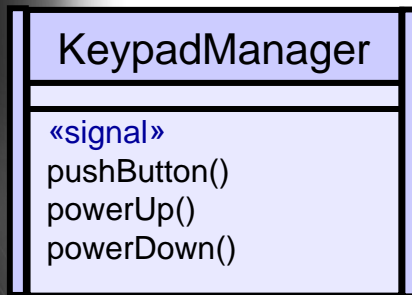 KeypadManager
«signal»
pushButton()
powerUp()
powerDown()